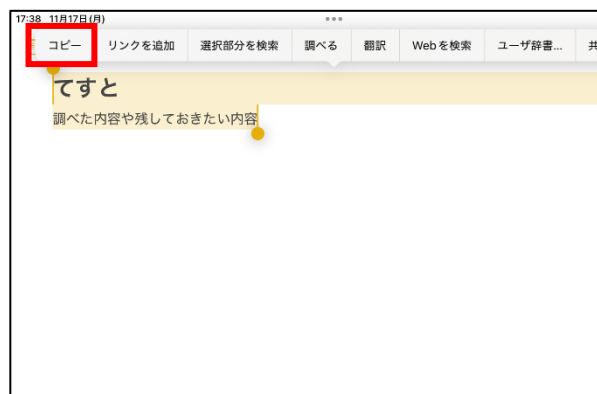 17:38 11月17日(月)
コピー リンクを追加 選択部分を検索 調べる 翻訳 Webを検索 ユーザ辞書... 共
てすと
調べた内容や残しておきたい内容